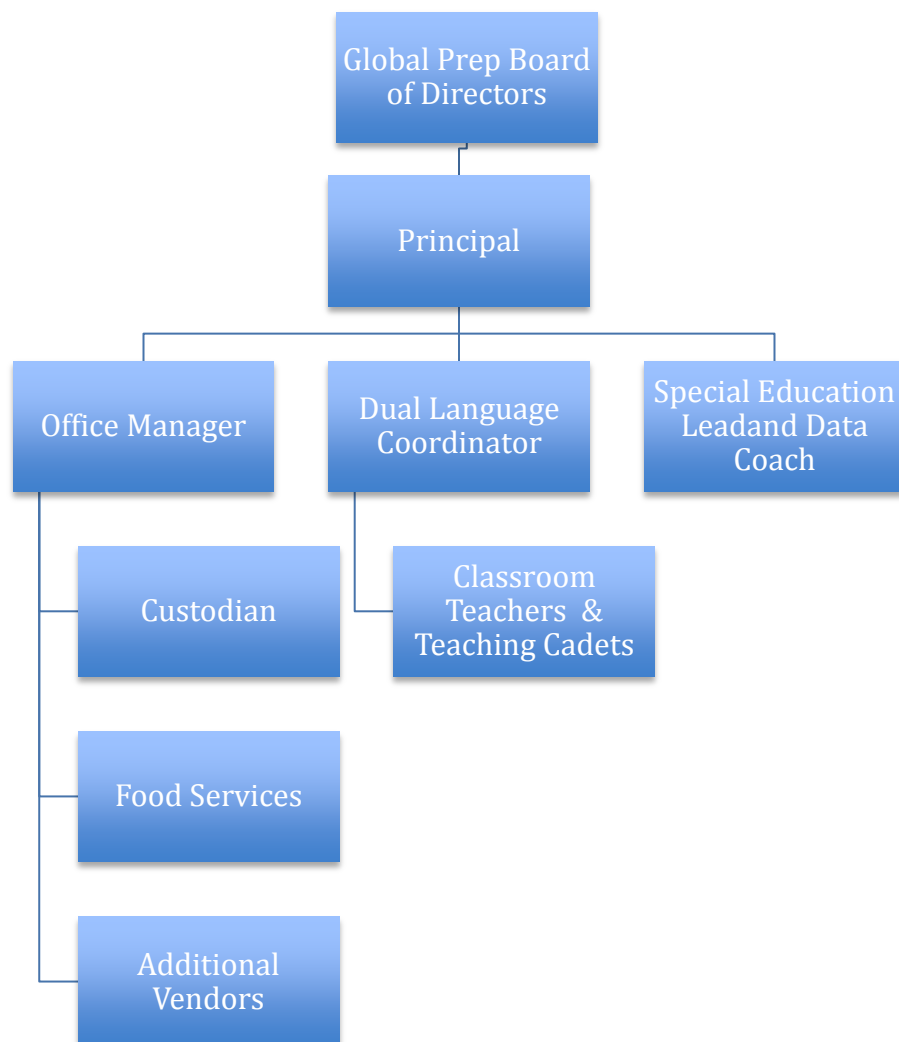 Global Prep Board
of Directors
Principal
Office Manager
Dual Language
Coordinator
Special Education
Leadand Data
Coach
Custodian
Classroom
Teachers  &
Teaching Cadets
Food Services
Additional
Vendors